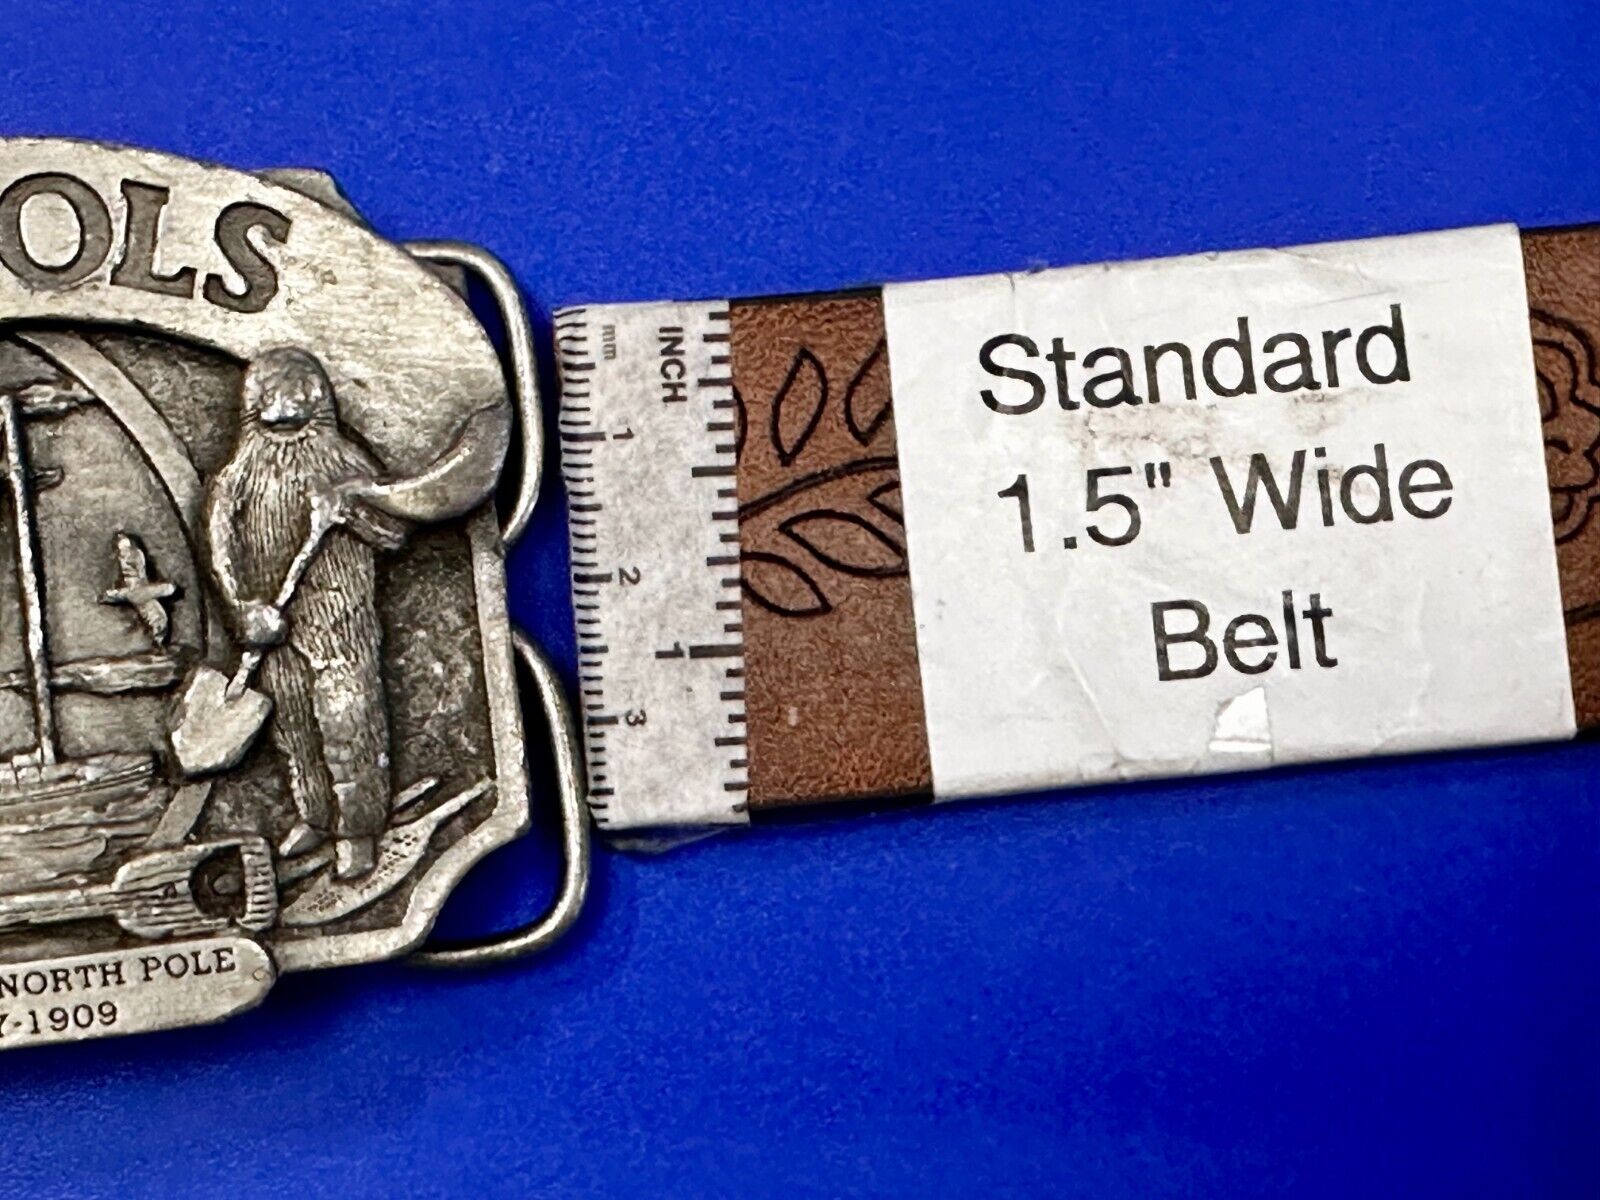 OLS
NORTH POLE
Y-1909
mm
INCH
1
2
1
3
Standard
1.5" Wide
Belt